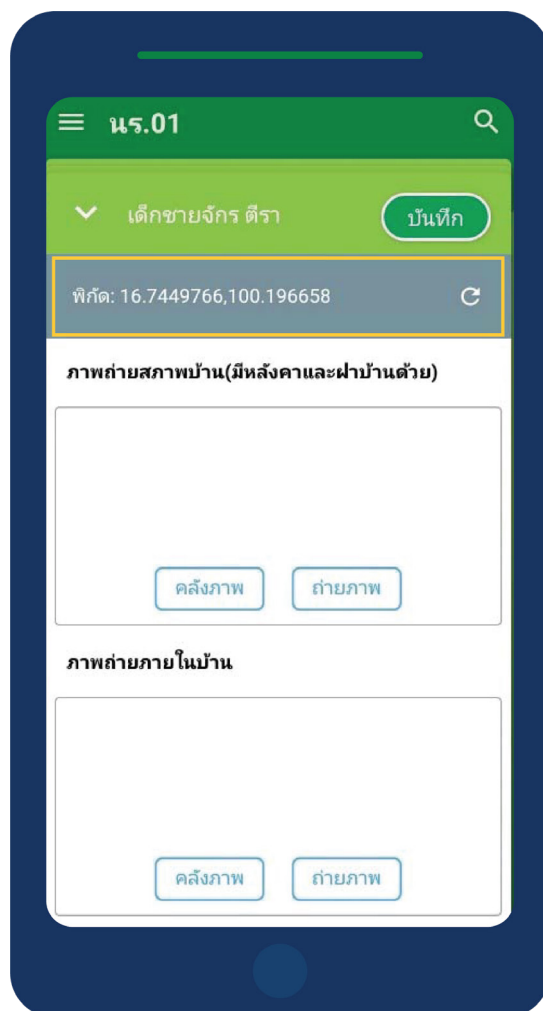 นร.01
เด็กชายจักร ตีรา
บันทึก
พิกัด: 16.7449766,100.196658
ภาพถ่ายสภาพบ้าน(มีหลังคาและฝาบ้านด้วย)
คลังภาพ ถ่ายภาพ
ภาพถ่ายภายในบ้าน
คลังภาพ ถ่ายภาพ